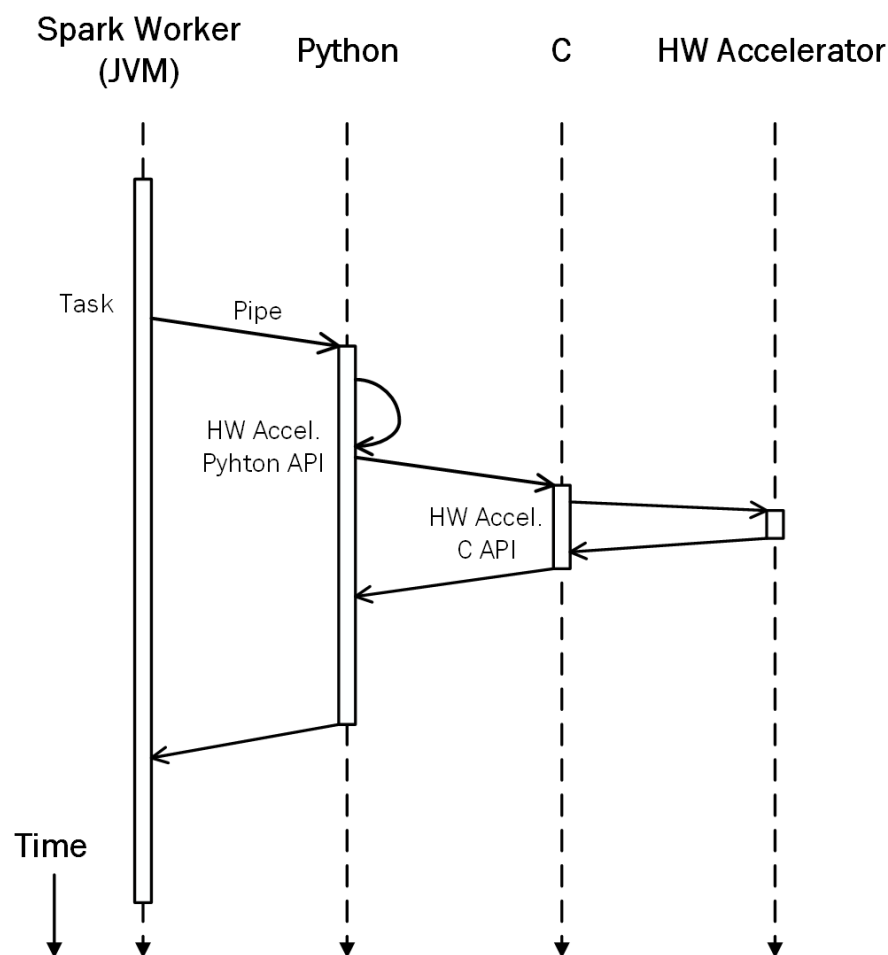 Spark Worker
(JVM)
Python
C
HW Accelerator
Task
Pipe
HW Accel.
Pyhton API
HW Accel.
C API
Time